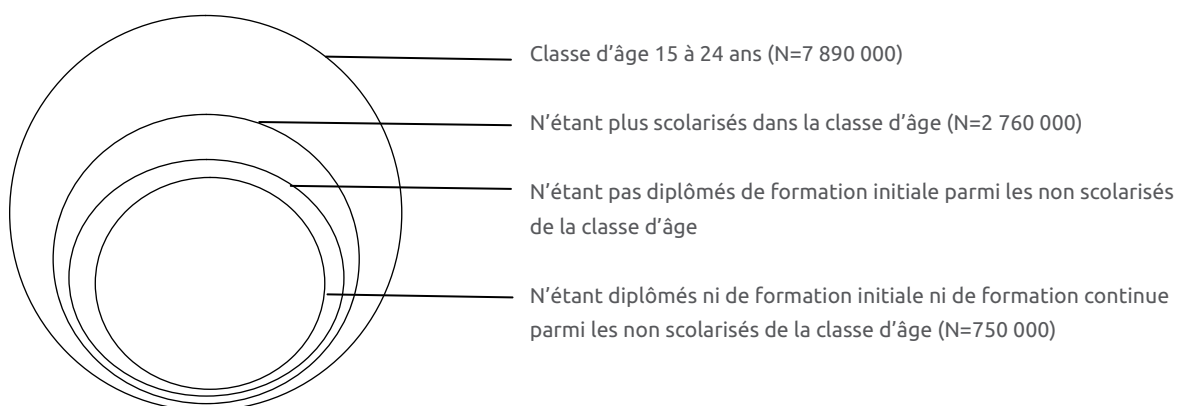 Classe d’âge 15 à 24 ans (N=7 890 000)
N’étant plus scolarisés dans la classe d’âge (N=2 760 000)
N’étant pas diplômés de formation initiale parmi les non scolarisés
de la classe d’âge
N’étant diplômés ni de formation initiale ni de formation continue
parmi les non scolarisés de la classe d’âge (N=750 000)